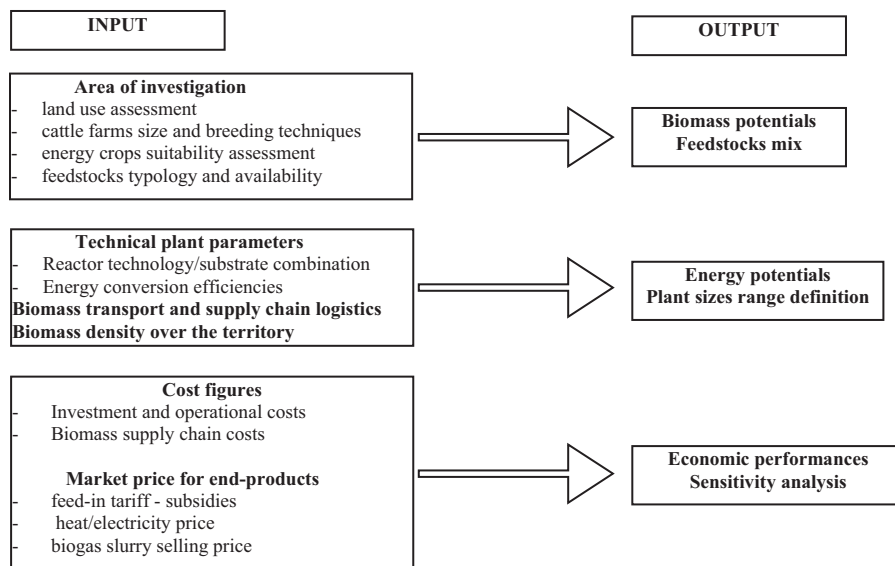 INPUT
OUTPUT
Area of investigation
- land use assessment
- cattle farms size and breeding techniques
- energy crops suitability assessment
- feedstocks typology and availability
Biomass potentials
Feedstocks mix
Technical plant parameters
- Reactor technology/substrate combination
- Energy conversion efficiencies
Biomass transport and supply chain logistics
Biomass density over the territory
Energy potentials
Plant sizes range definition
Cost figures
- Investment and operational costs
- Biomass supply chain costs
Market price for end-products
- feed-in tariff - subsidies
- heat/electricity price
- biogas slurry selling price
Economic performances
Sensitivity analysis